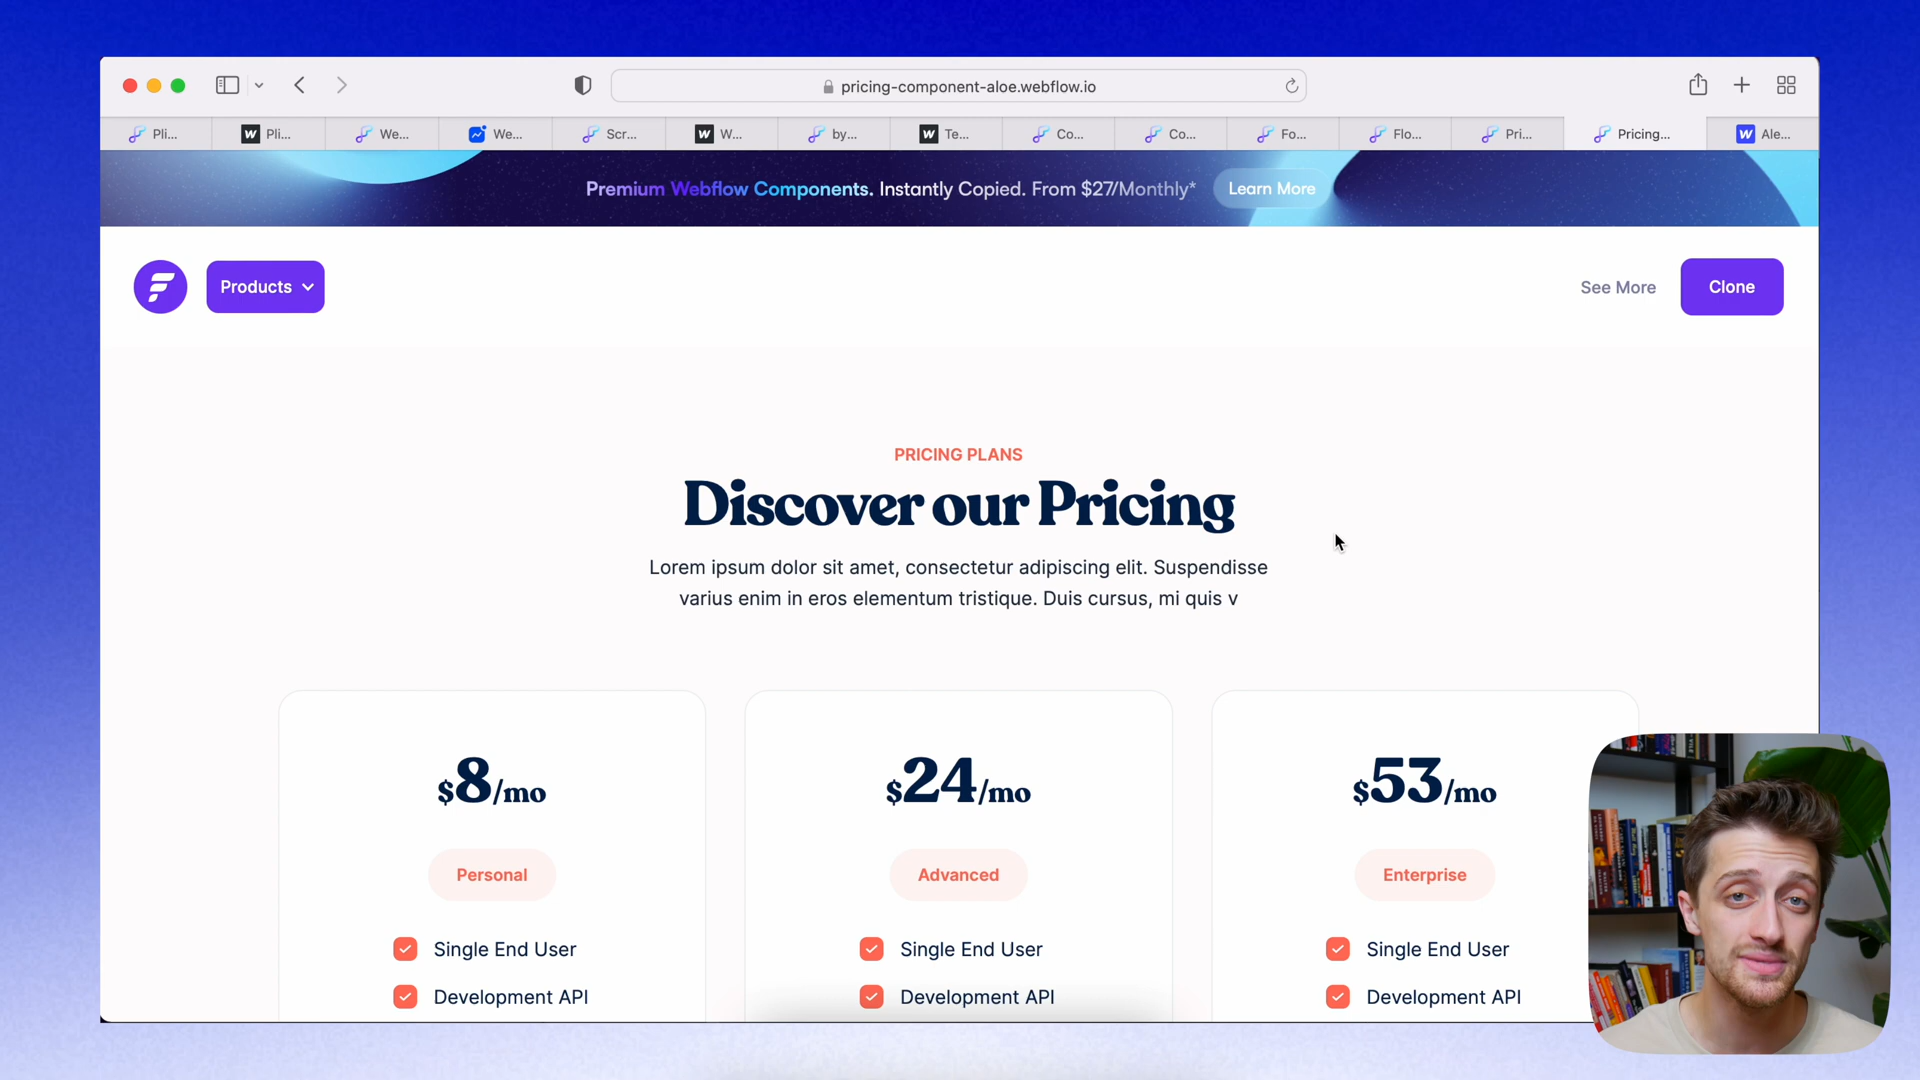 pricing-component-aloe.webflow.io
Pli...
Pli...
We...
We...
Scr...
W...
by...
Te...
Co...
Co...
Fo...
Flo...
Pri...
Pricing...
Ale...
Premium Webflow Components. Instantly Copied. From $27/Monthly*
Learn More
Products
See More
Clone
PRICING PLANS
Discover our Pricing
Lorem ipsum dolor sit amet, consectetur adipiscing elit. Suspendisse
varius enim in eros elementum tristique. Duis cursus, mi quis v
$8/mo
Personal
Single End User
Development API
$24/mo
Advanced
Single End User
Development API
$53/mo
Enterprise
Single End User
Development API